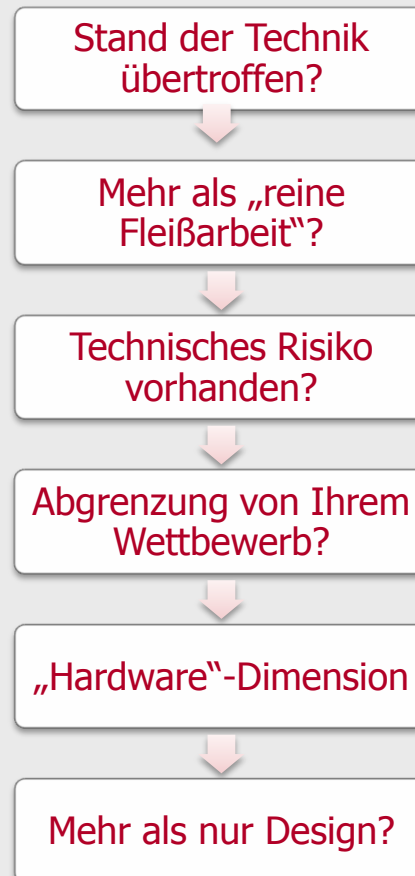 Stand der Technik
übertroffen?
Mehr als „reine
Fleißarbeit“?
Technisches Risiko
vorhanden?
Abgrenzung von Ihrem
Wettbewerb?
„Hardware“-Dimension
Mehr als nur Design?